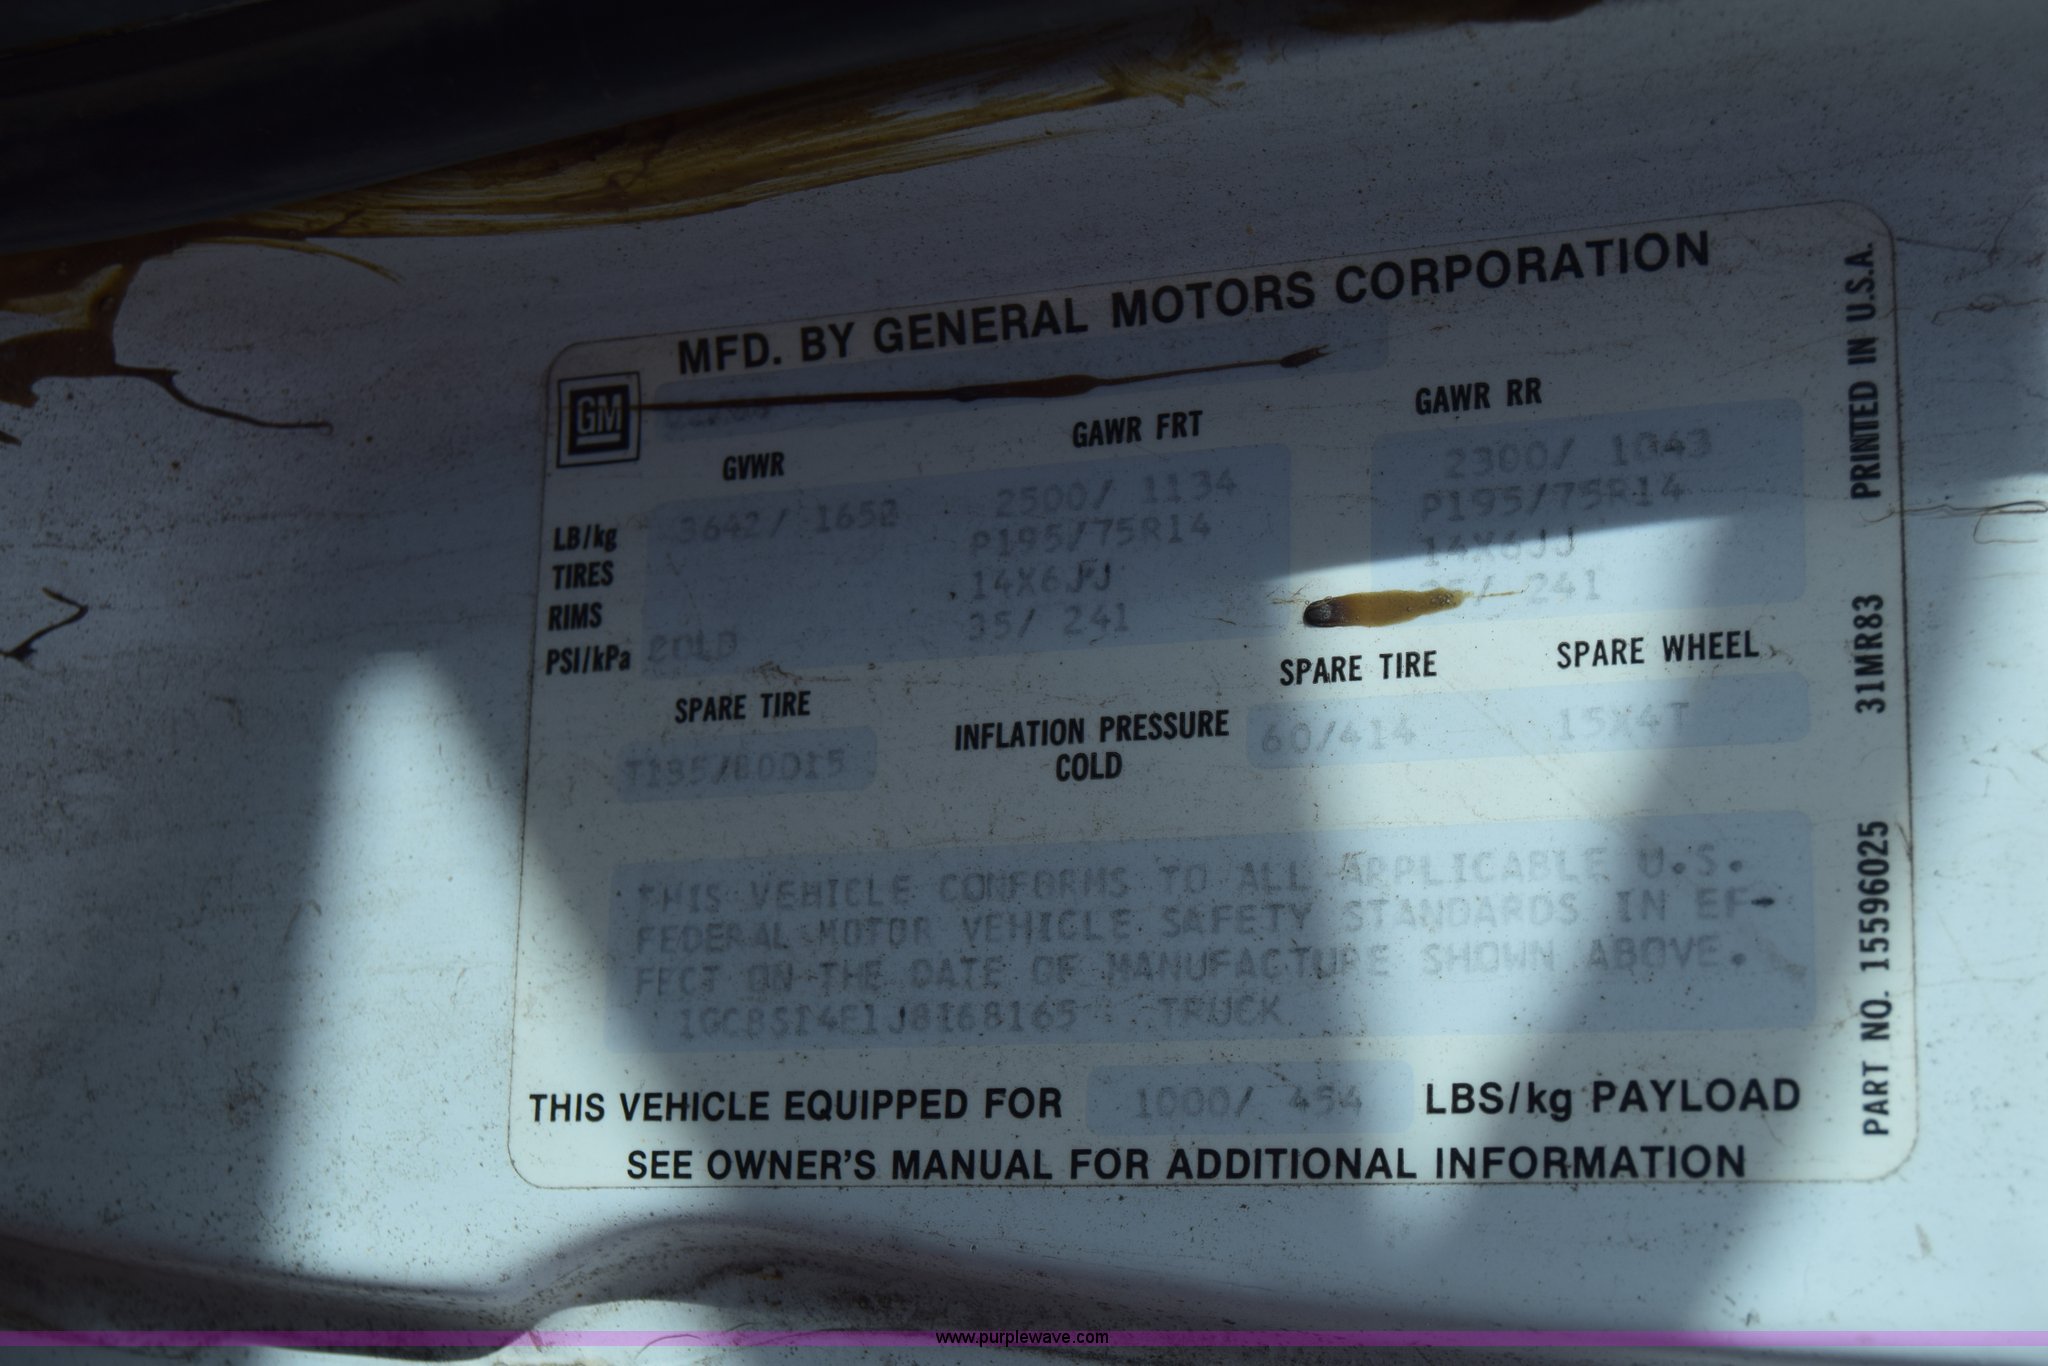 MFD. BY GENERAL MOTORS CORPORATION
GM
GVWR GAWR FRT GAWR RR
LB/kg 3642/ 1652 2500/ 1134 2300/ 1043
TIRES P195/75R14 P195/75R14
RIMS 14X6JJ 14X6JJ
PSI/kPa COLD 35/ 241 35/ 241
SPARE TIRE INFLATION PRESSURE COLD SPARE TIRE SPARE WHEEL
60/414 15X4T
THIS VEHICLE CONFORMS TO ALL APPLICABLE U.S.
FEDERAL MOTOR VEHICLE SAFETY STANDARDS IN EF-
FECT ON THE DATE OF MANUFACTURE SHOWN ABOVE.
TRUCK
THIS VEHICLE EQUIPPED FOR 1000/ 454 LBS/kg PAYLOAD
SEE OWNER'S MANUAL FOR ADDITIONAL INFORMATION
PART NO. 15596025 31MR83 PRINTED IN U.S.A.
www.purplewave.com